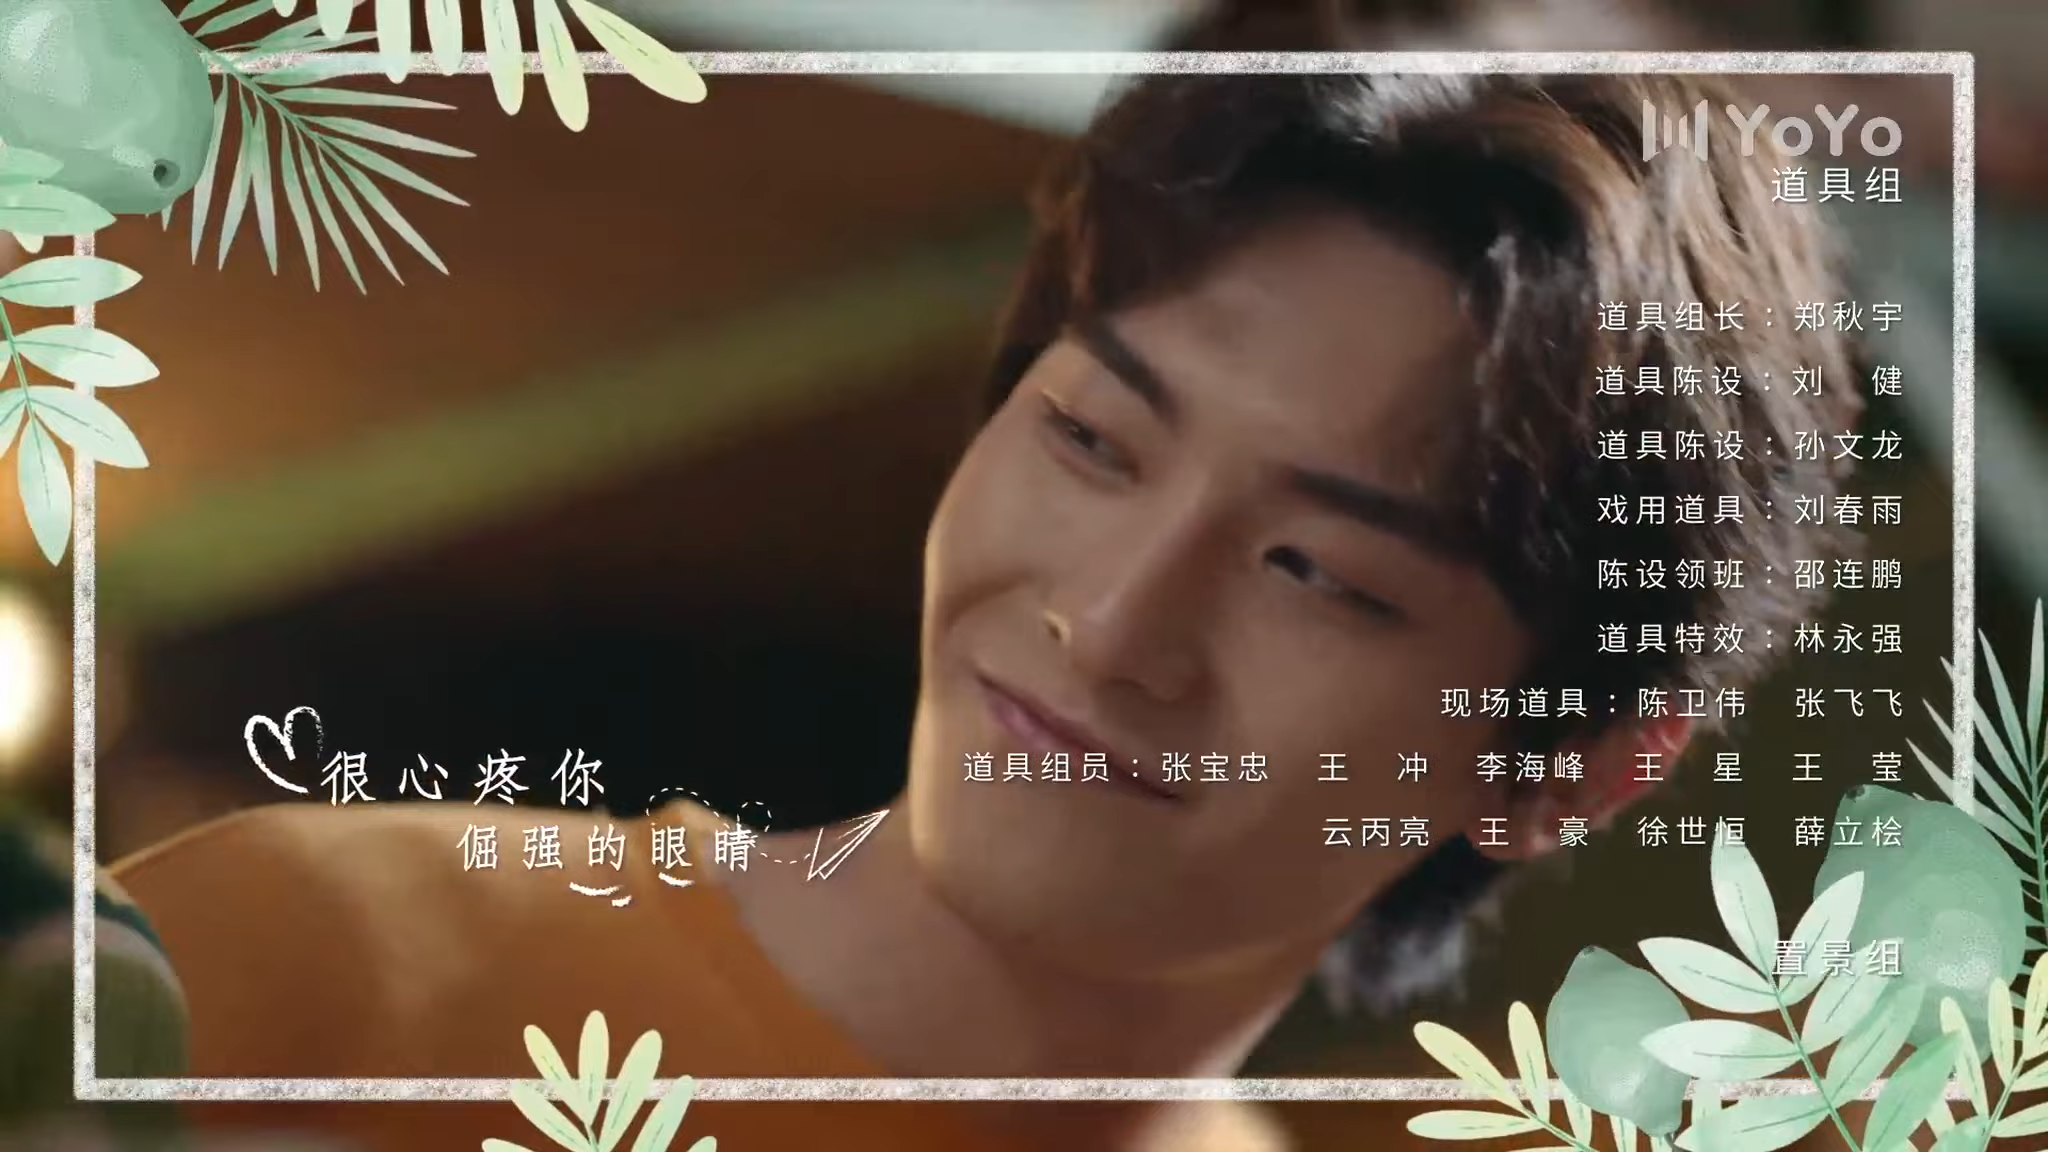 YoYo
道具组
道具组长：郑秋宇
道具陈设：刘　健
道具陈设：孙文龙
戏用道具：刘春雨
陈设领班：邵连鹏
道具特效：林永强
现场道具：陈卫伟　张飞飞
道具组员：张宝忠　王　冲　李海峰　王　星　王　莹
云丙亮　王　豪　徐世恒　薛立桧
置景组
很心疼你
倔强的眼睛